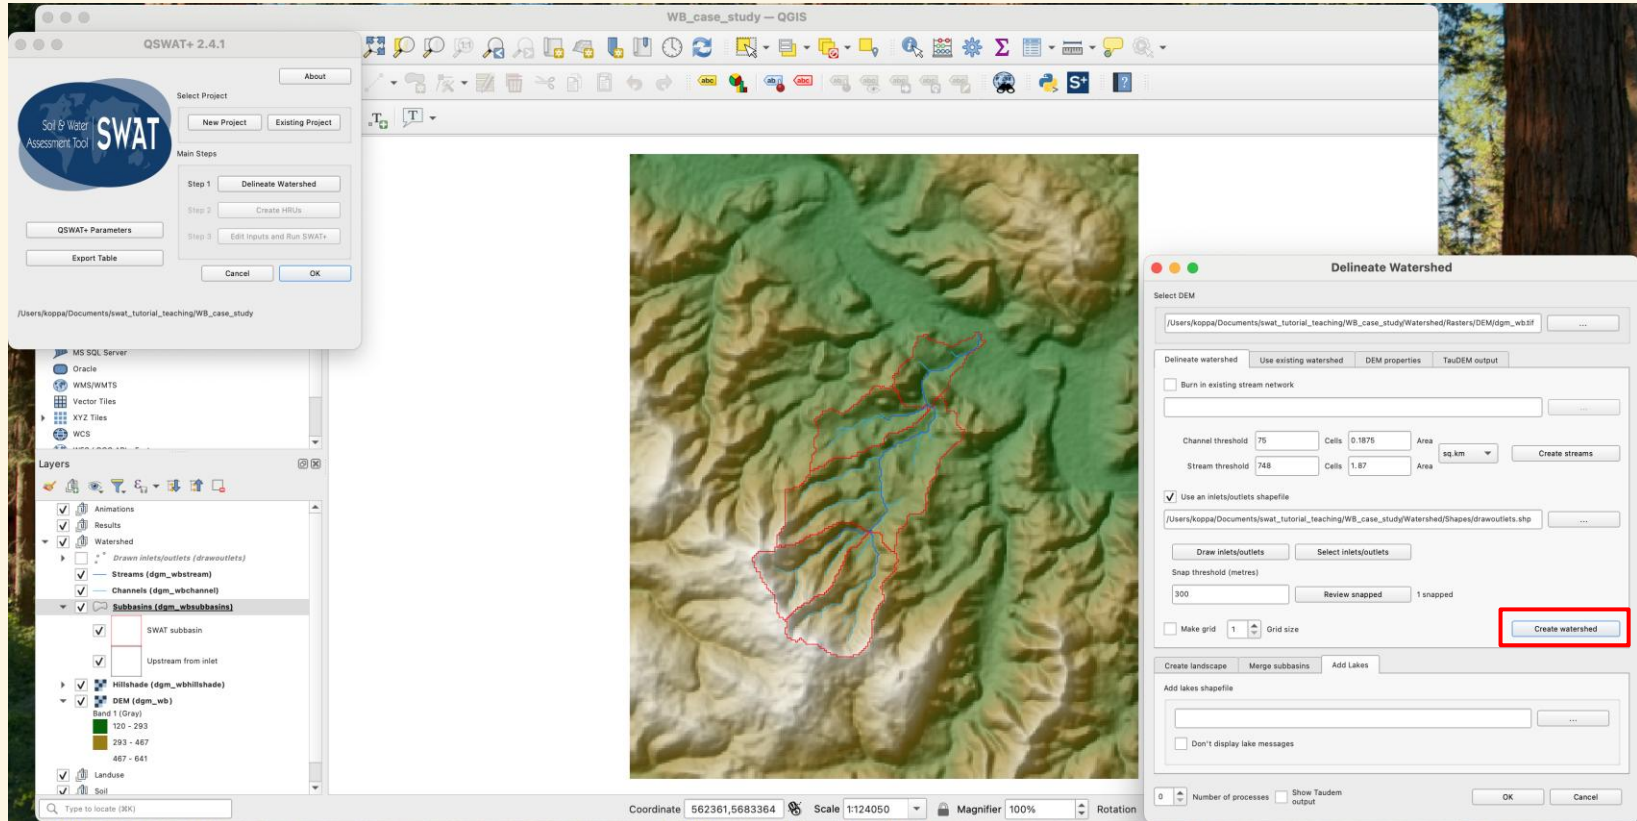 WB_case_study — QGIS
QSWAT+ 2.4.1
About
Select Project
New Project
Existing Project
Soil & Water
Assessment Tool
SWAT
Main Steps
Step 1
Delineate Watershed
Step 2
Create HRUs
Step 3
Edit Inputs and Run SWAT+
QSWAT+ Parameters
Export Table
Cancel
OK
/Users/koppa/Documents/swat_tutorial_teaching/WB_case_study
MS SQL Server
Oracle
WMS/WMTS
Vector Tiles
XYZ Tiles
WCS
Layers
Animations
Results
Watershed
Drawn inlets/outlets (drawoutlets)
Streams (dgm_wbstream)
Channels (dgm_wbchannel)
Subbasins (dgm_wbsubbasins)
SWAT subbasin
Upstream from inlet
Hillshade (dgm_wbhillshade)
DEM (dgm_wb)
Band 1 (Gray)
120 - 293
293 - 467
467 - 641
Landuse
Soil
Type to locate (⌘K)
Coordinate 562361,5683364
Scale 1:124050
Magnifier 100%
Rotation
Delineate Watershed
Select DEM
/Users/koppa/Documents/swat_tutorial_teaching/WB_case_study/Watershed/Rasters/DEM/dgm_wb.tif
...
Delineate watershed
Use existing watershed
DEM properties
TauDEM output
Burn in existing stream network
...
Channel threshold 75 Cells 0.1875 Area
sq.km
Create streams
Stream threshold 748 Cells 1.87 Area
Use an inlets/outlets shapefile
/Users/koppa/Documents/swat_tutorial_teaching/WB_case_study/Watershed/Shapes/drawoutlets.shp
...
Draw inlets/outlets
Select inlets/outlets
Snap threshold (metres)
300
Review snapped
1 snapped
Make grid 1 Grid size
Create watershed
Create landscape
Merge subbasins
Add Lakes
Add lakes shapefile
...
Don't display lake messages
0 Number of processes
Show Taudem
output
OK
Cancel